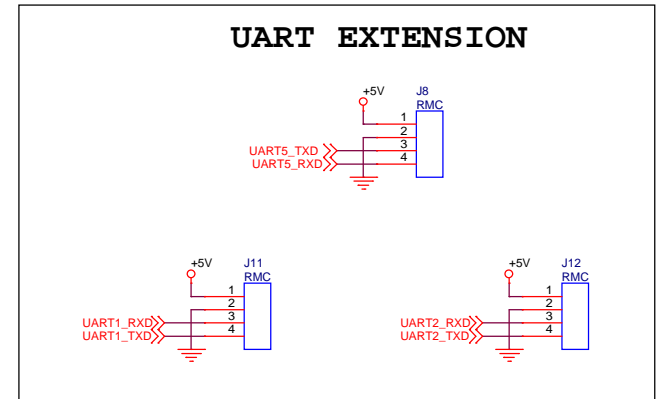 UART EXTENSION
+5V
J8
RMC
1
2
3
4
UART5_TXD
UART5_RXD
+5V
J11
RMC
1
2
3
4
UART1_RXD
UART1_TXD
+5V
J12
RMC
1
2
3
4
UART2_RXD
UART2_TXD